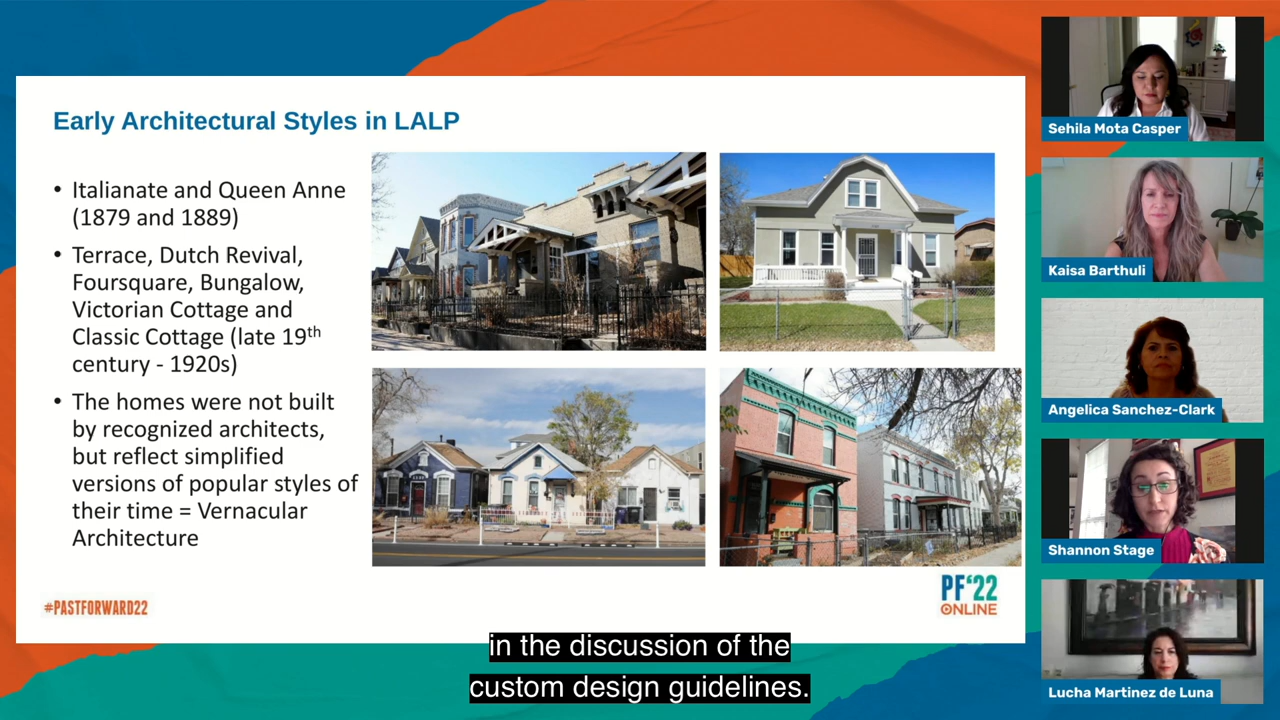 Early Architectural Styles in LALP
• Italianate and Queen Anne
(1879 and 1889)
• Terrace, Dutch Revival,
Foursquare, Bungalow,
Victorian Cottage and
Classic Cottage (late 19th
century - 1920s)
• The homes were not built
by recognized architects,
but reflect simplified
versions of popular styles of
their time = Vernacular
Architecture
#PASTFORWARD22
PF'22
ONLINE
in the discussion of the
custom design guidelines.
Sehila Mota Casper
Kaisa Barthuli
Angelica Sanchez-Clark
Shannon Stage
Lucha Martinez de Luna